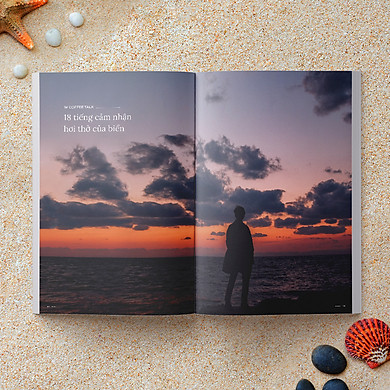 18 tiếng cảm nhận
hơi thở của biển